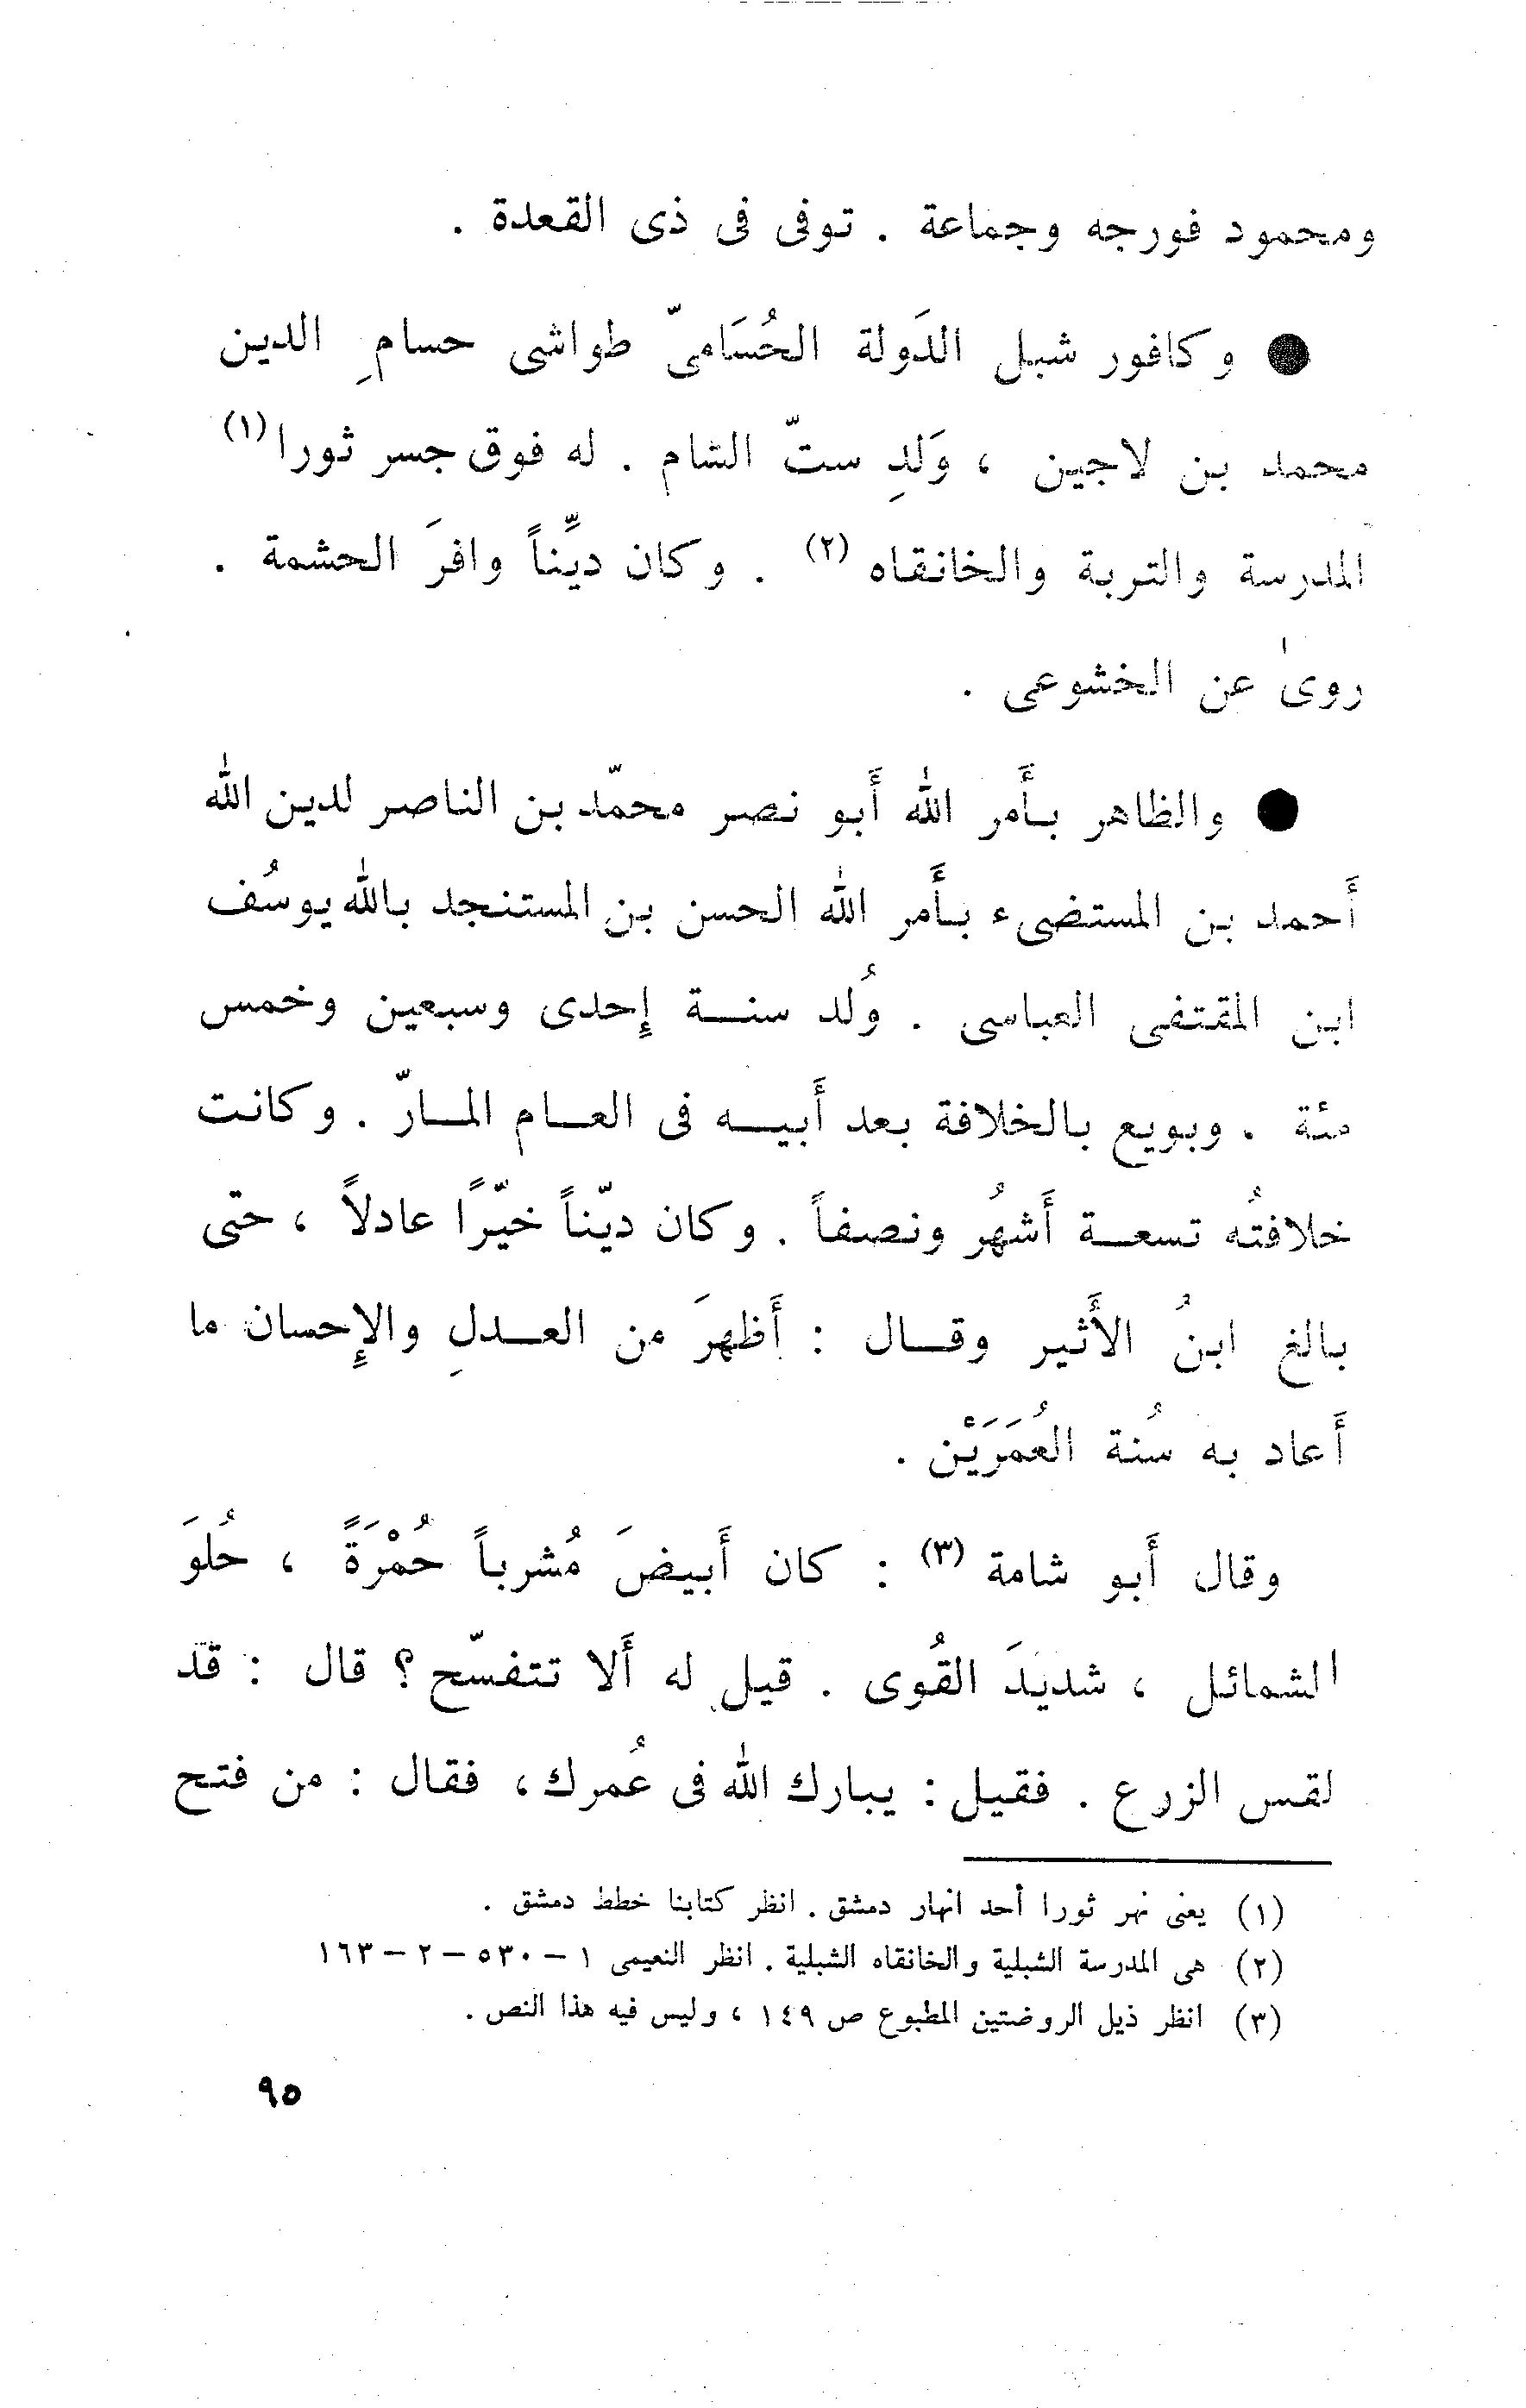 ومحمود فورجه وجماعة . توفى فى ذى القعدة .
● وكافور شبل الدَولة الحُسَامىّ طواشى حسامِ الدين
محمد بن لاجين ، وَلدِ ستّ الشام . له فوق جسر ثورا (١)
المدرسة والتربة والخانقاه (٢) . وكان ديِّناً وافرَ الحشمة .
روىٰ عن الخشوعى .
● والظاهر بأَمر الله أَبو نصر محمّد بن الناصر لدين الله
أَحمد بن المستضىء بأَمر الله الحسن بن المستنجد بالله يوسُف
ابن المقتفى العباسى . وُلد سنة إحدى وسبعين وخمس
مئة . وبويع بالخلافة بعد أَبيه فى العام المارّ . وكانت
خلافتُه تسعة أَشهُر ونصفاً . وكان ديّناً خيّرًا عادلاً ، حتى
بالغ ابنُ الأَثير وقال : أَظهرَ من العدلِ والإِحسان ما
أَعاد به سُنة العُمَرَيْن .
وقال أَبو شامة (٣) : كان أَبيضَ مُشرباً حُمْرَةً ، حُلوَ
الشمائل ، شديدَ القُوى . قيل له أَلا تتفسّح ؟ قال : قد
لقس الزرع . فقيل : يبارك الله فى عُمرك ، فقال : من فتح
(١) يعنى نهر ثورا أحد انهار دمشق . انظر كتابنا خطط دمشق .
(٢) هى المدرسة الشبلية والخانقاه الشبلية . انظر النعيمى ١ – ٥٣٠ – ٢ – ١٦٣
(٣) انظر ذيل الروضتين المطبوع ص ١٤٩ ، وليس فيه هذا النص .
٩٥